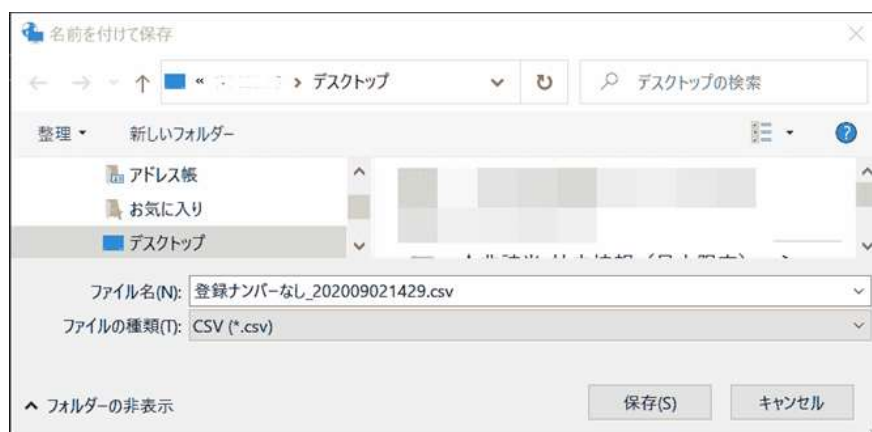 名前を付けて保存
« デスクトップ
デスクトップの検索
整理 新しいフォルダー
アドレス帳
お気に入り
デスクトップ
ファイル名(N): 登録ナンバーなし_202009021429.csv
ファイルの種類(T): CSV (*.csv)
フォルダーの非表示
保存(S) キャンセル